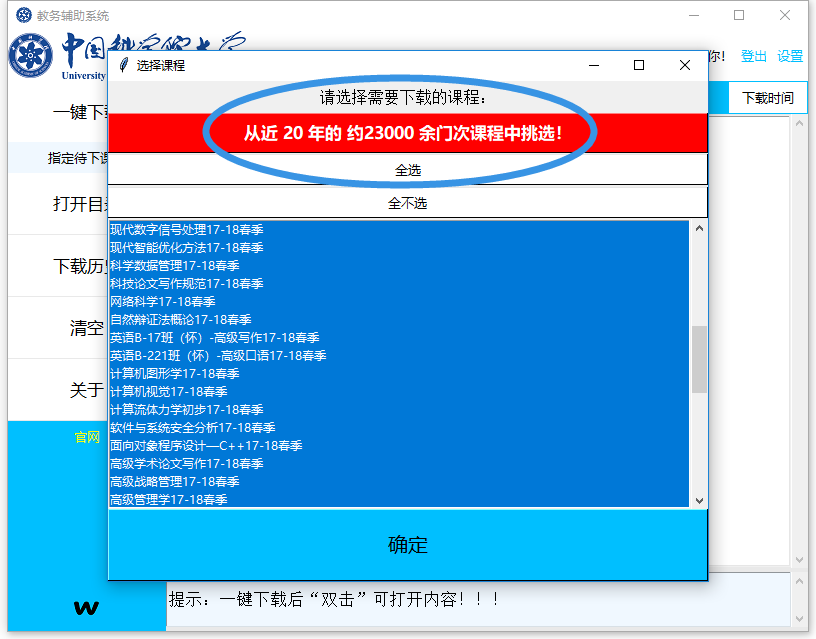 教务辅助系统
中国科学院大学
University
选择课程
你!
登出
设置
请选择需要下载的课程:
从近 20 年的 约23000 余门次课程中挑选!
下载时间
一键下载
指定待下课
打开目录
下载历史
清空
关于
官网
全选
全不选
现代数字信号处理17-18春季
现代智能优化方法17-18春季
科学数据管理17-18春季
科技论文写作规范17-18春季
网络科学17-18春季
自然辩证法概论17-18春季
英语B-17班（怀）-高级写作17-18春季
英语B-221班（怀）-高级口语17-18春季
计算机图形学17-18春季
计算机视觉17-18春季
计算流体力学初步17-18春季
软件与系统安全分析17-18春季
面向对象程序设计—C++17-18春季
高级学术论文写作17-18春季
高级战略管理17-18春季
高级管理学17-18春季
确定
w
提示: 一键下载后“双击”可打开内容! ! !